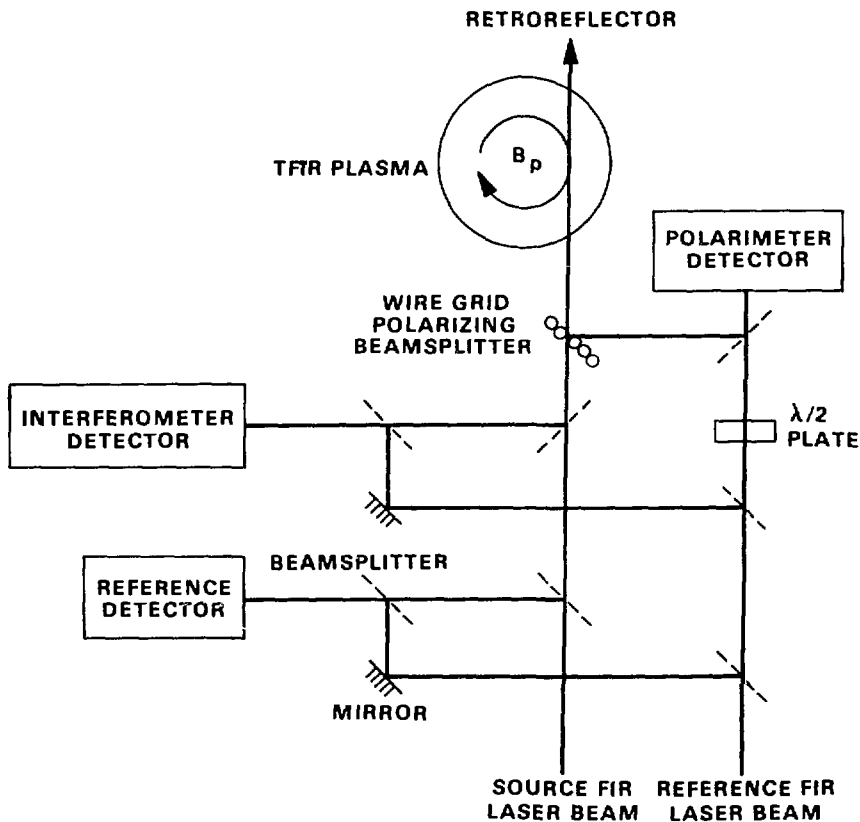 RETROREFLECTOR
B p
TFTR PLASMA
POLARIMETER
DETECTOR
WIRE GRID
POLARIZING
BEAMSPLITTER
INTERFEROMETER
DETECTOR
λ/2
PLATE
BEAMSPLITTER
REFERENCE
DETECTOR
MIRROR
SOURCE FIR
LASER BEAM
REFERENCE FIR
LASER BEAM